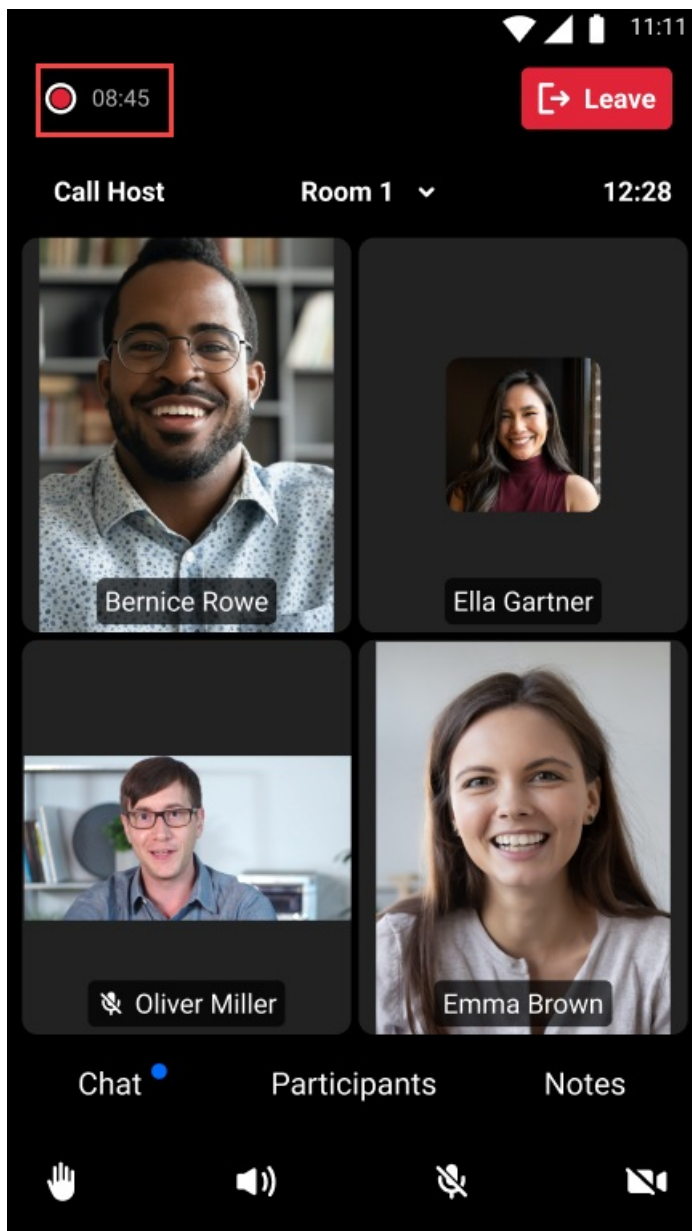 11:11
08:45
Leave
Call Host Room 1 12:28
Bernice Rowe
Ella Gartner
Oliver Miller
Emma Brown
Chat Participants Notes